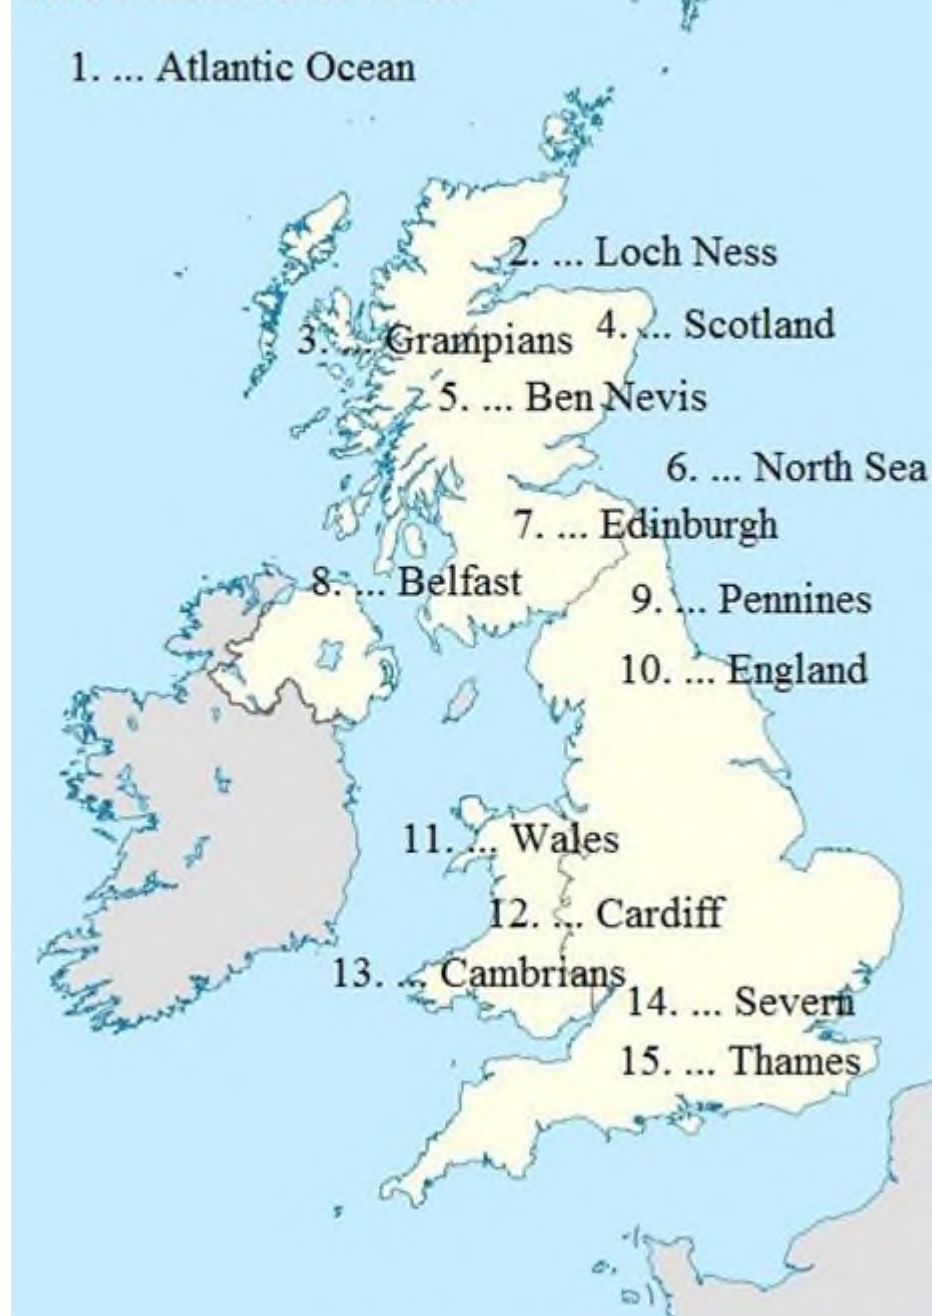 1. ... Atlantic Ocean
2. ... Loch Ness
3. ... Grampians
4. ... Scotland
5. ... Ben Nevis
6. ... North Sea
7. ... Edinburgh
8. ... Belfast
9. ... Pennines
10. ... England
11. ... Wales
12. ... Cardiff
13. ... Cambrians
14. ... Severn
15. ... Thames